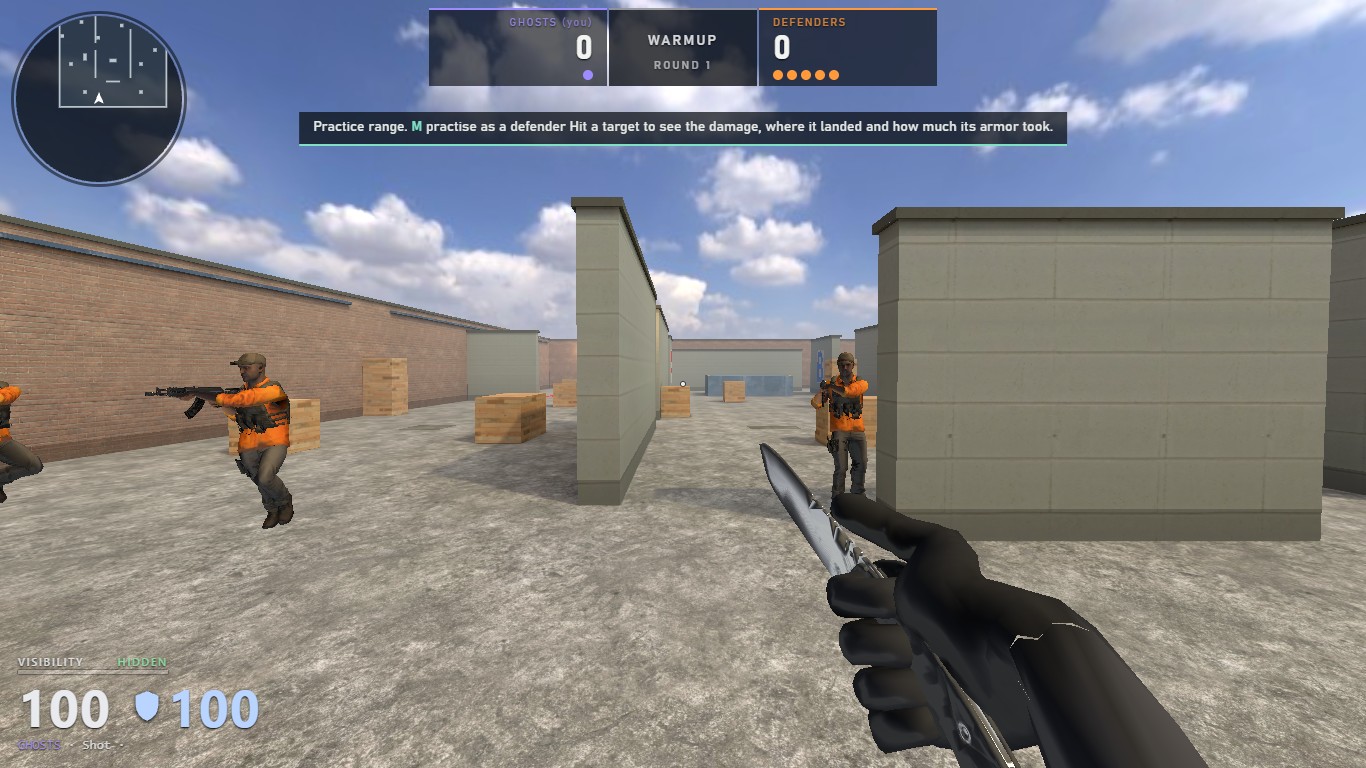 GHOSTS (you)
0
WARMUP
ROUND 1
DEFENDERS
0
Practice range. M practise as a defender Hit a target to see the damage, where it landed and how much its armor took.
VISIBILITY HIDDEN
100 100
GHOSTS · Shot ·